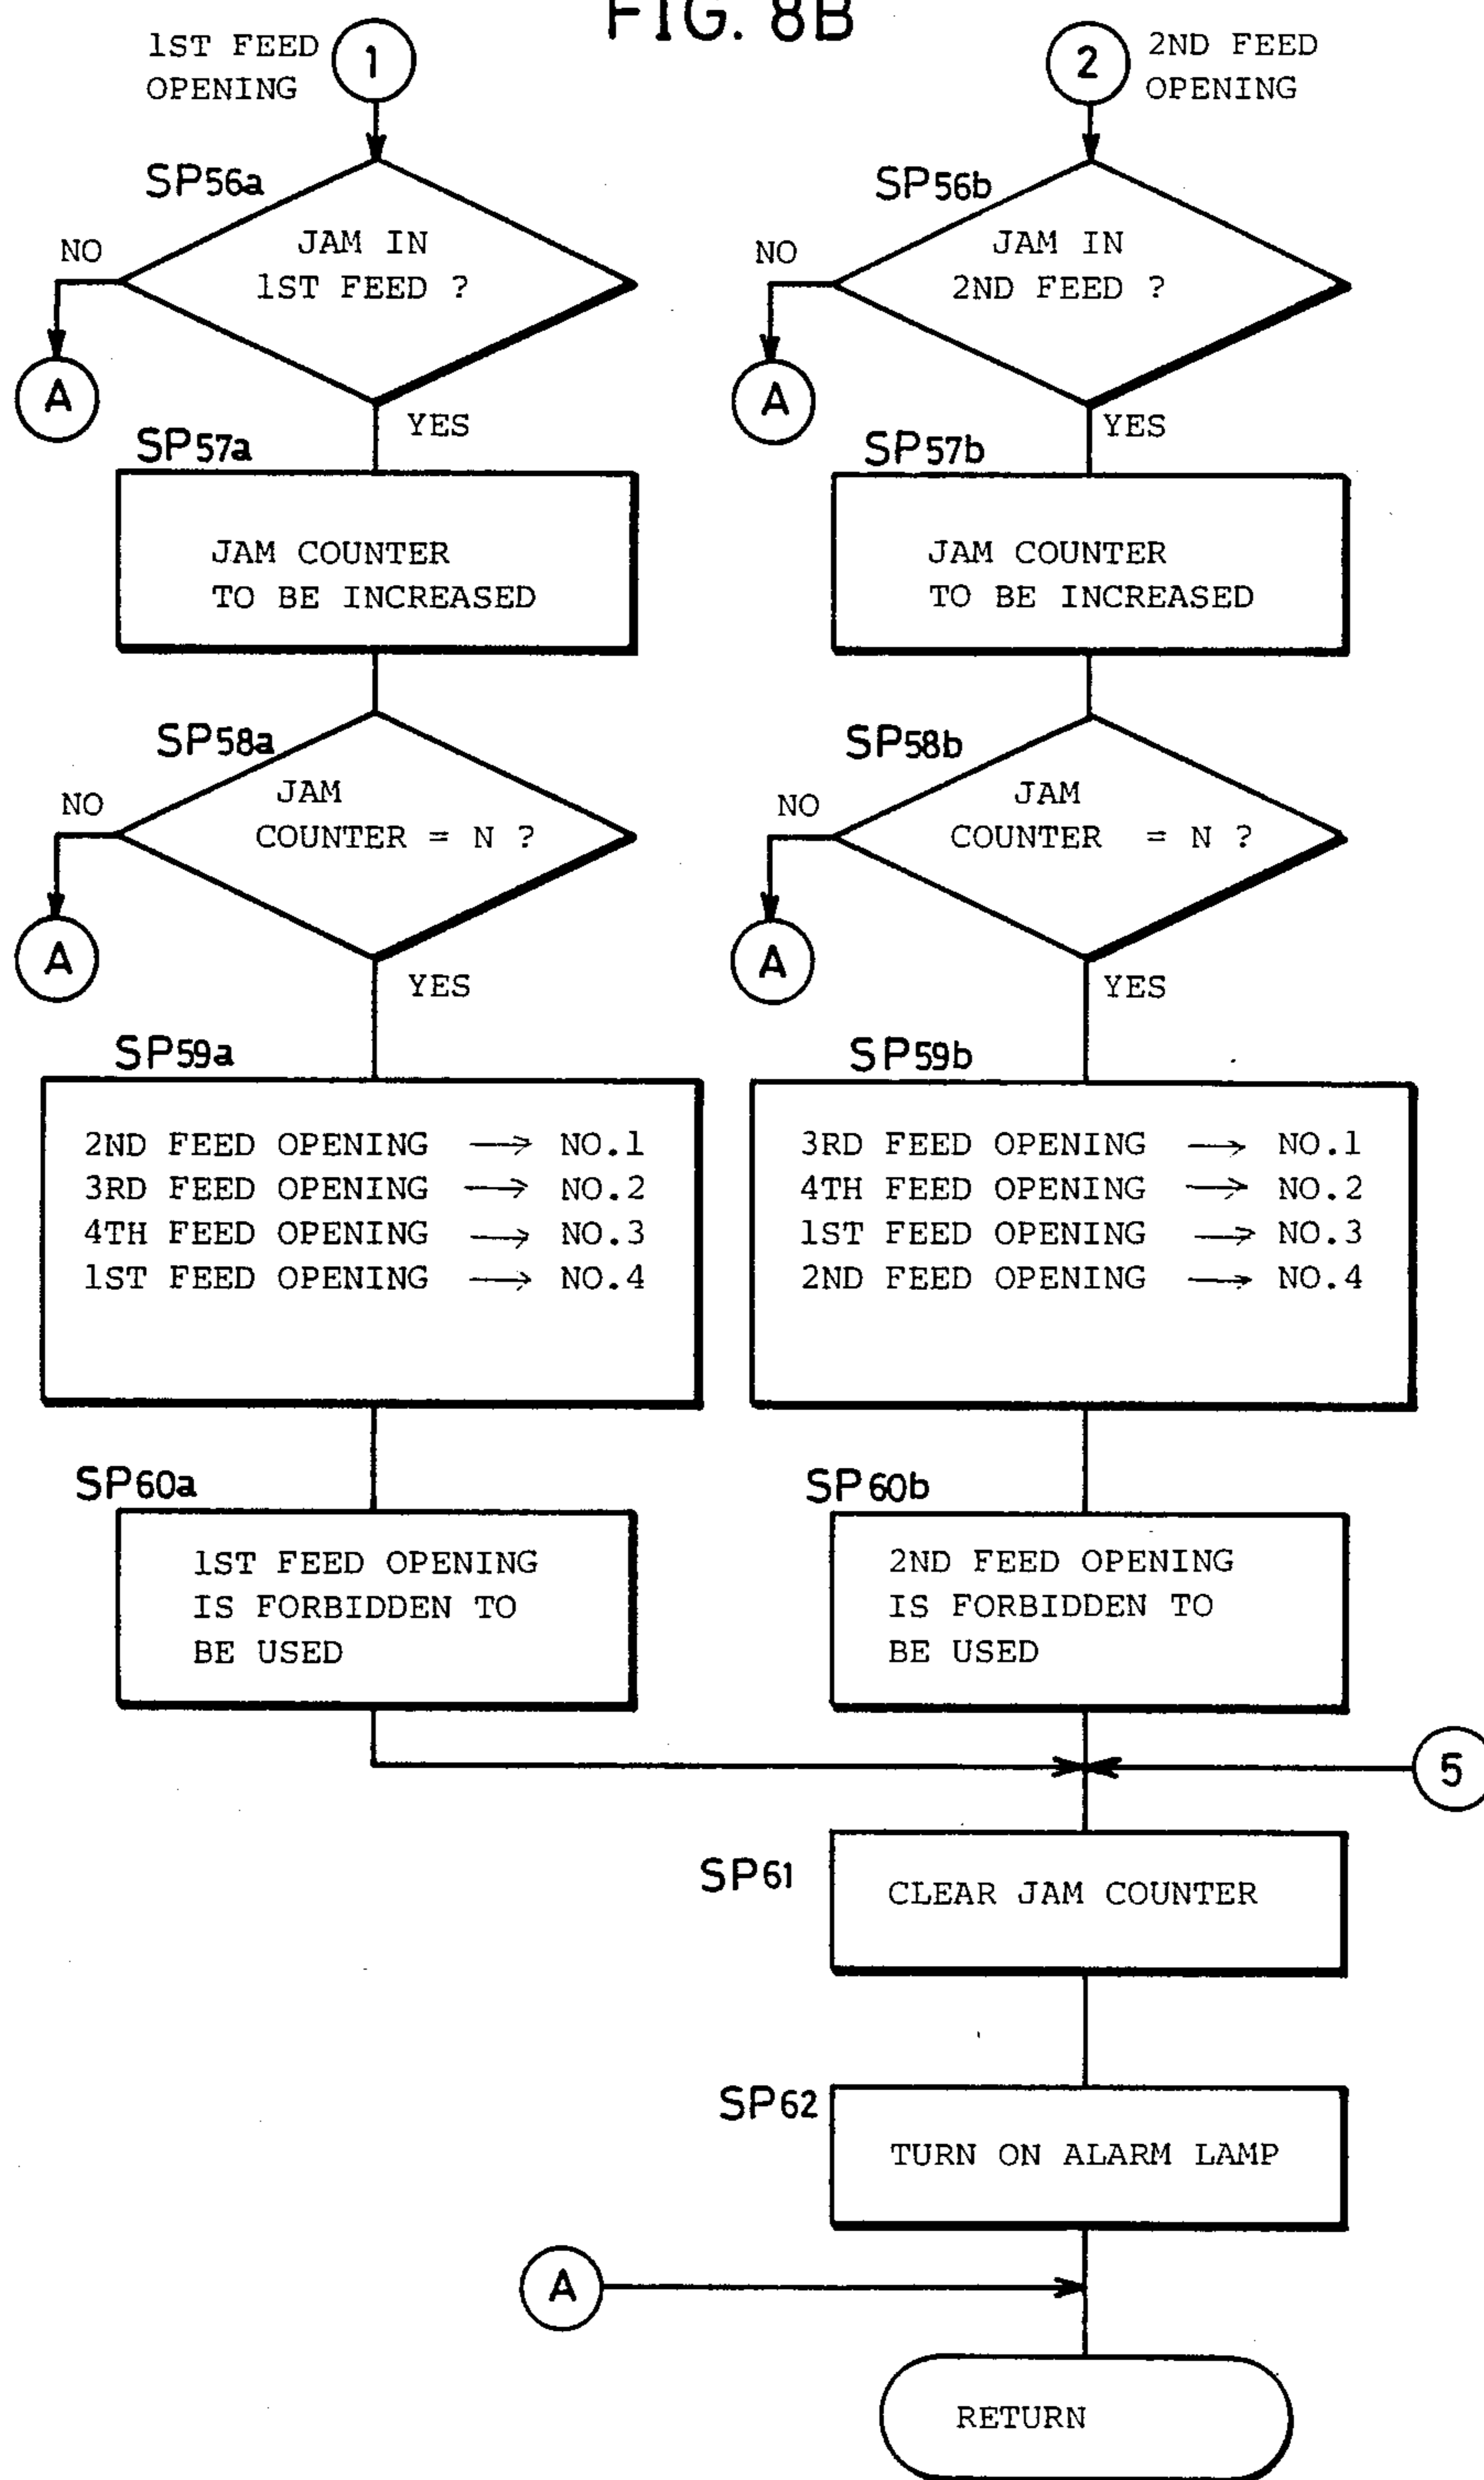 FIG. 8B
1ST FEED
OPENING
1
2
2ND FEED
OPENING
SP56a
JAM IN
1ST FEED ?
NO
A
YES
SP57a
JAM COUNTER
TO BE INCREASED
SP58a
JAM
COUNTER = N ?
NO
A
YES
SP59a
2ND FEED OPENING → NO.1
3RD FEED OPENING → NO.2
4TH FEED OPENING → NO.3
1ST FEED OPENING → NO.4
SP60a
1ST FEED OPENING
IS FORBIDDEN TO
BE USED
SP56b
JAM IN
2ND FEED ?
NO
A
YES
SP57b
JAM COUNTER
TO BE INCREASED
SP58b
JAM
COUNTER = N ?
NO
A
YES
SP59b
3RD FEED OPENING → NO.1
4TH FEED OPENING → NO.2
1ST FEED OPENING → NO.3
2ND FEED OPENING → NO.4
SP60b
2ND FEED OPENING
IS FORBIDDEN TO
BE USED
5
SP61
CLEAR JAM COUNTER
SP62
TURN ON ALARM LAMP
A
RETURN